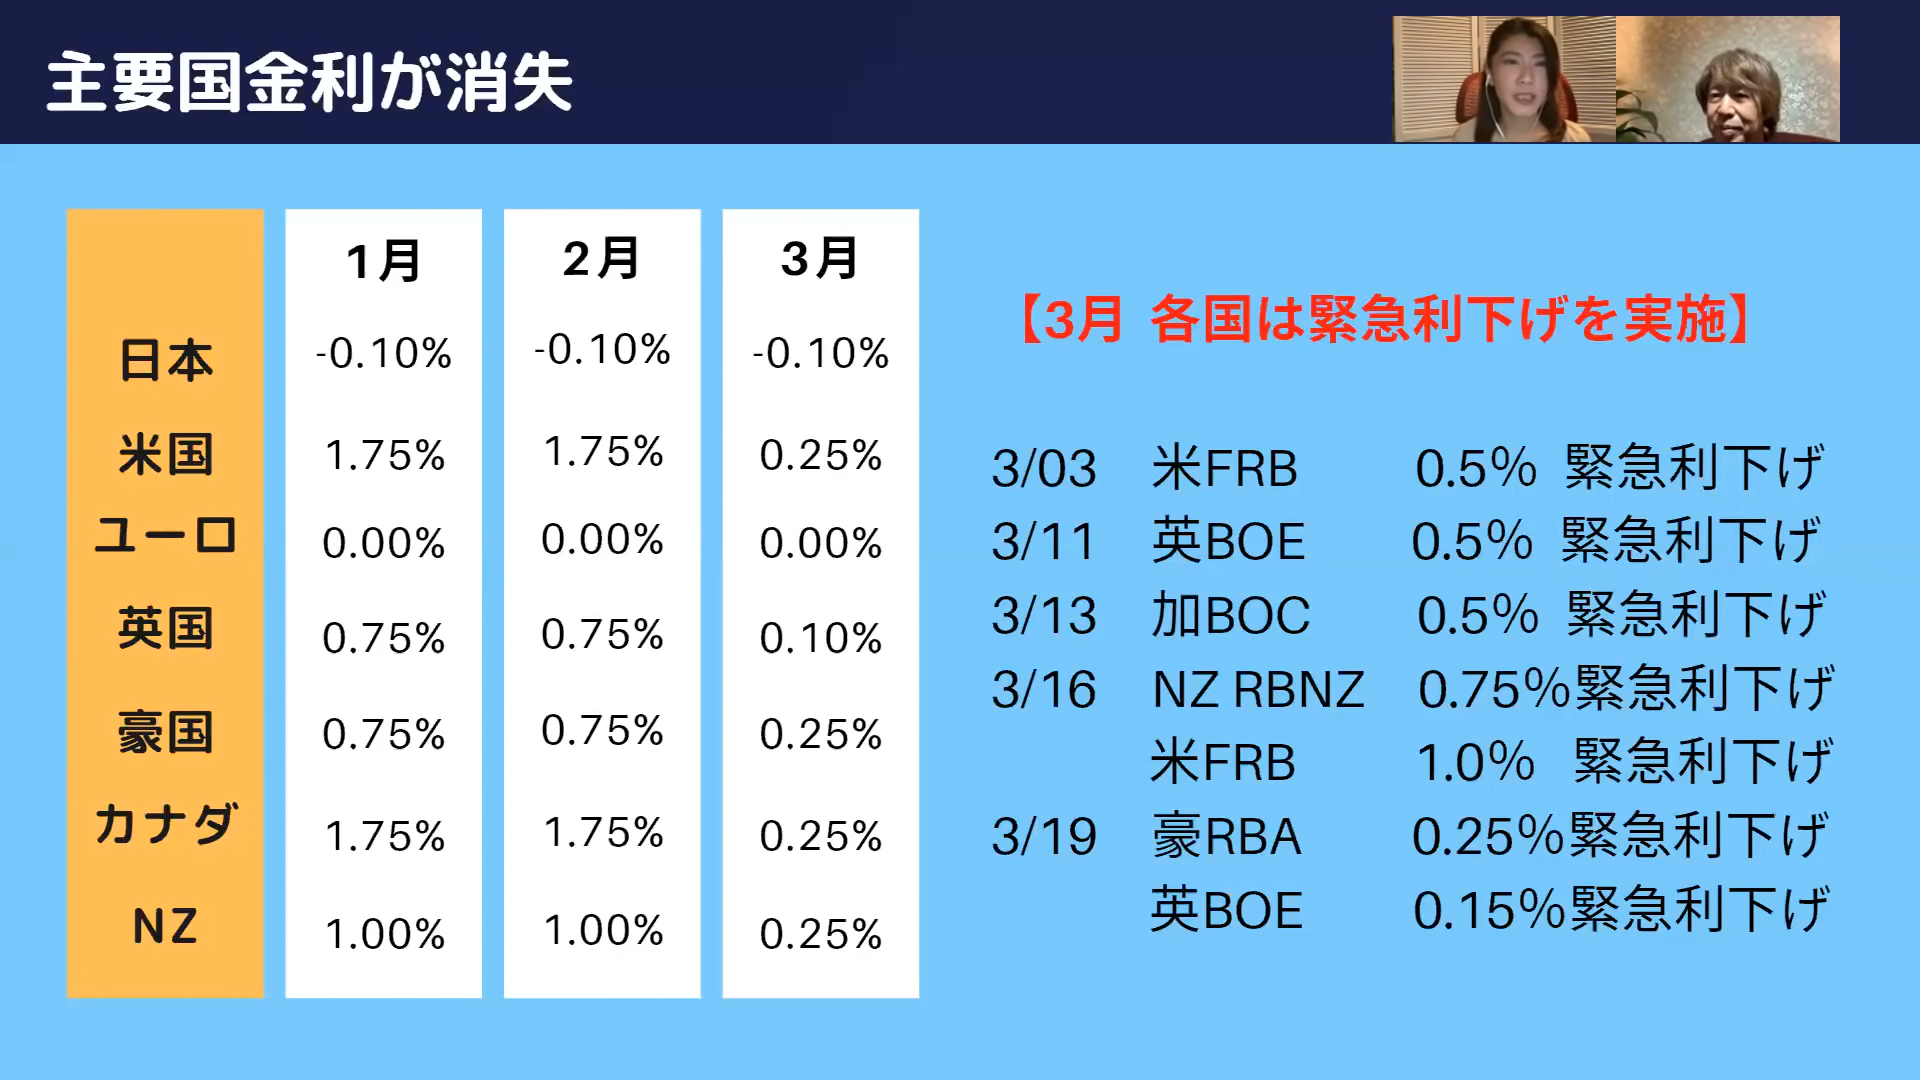 主要国金利が消失
1月 2月 3月
日本 -0.10% -0.10% -0.10%
米国 1.75% 1.75% 0.25%
ユーロ 0.00% 0.00% 0.00%
英国 0.75% 0.75% 0.10%
豪国 0.75% 0.75% 0.25%
カナダ 1.75% 1.75% 0.25%
NZ 1.00% 1.00% 0.25%
【3月 各国は緊急利下げを実施】
3/03 米FRB 0.5% 緊急利下げ
3/11 英BOE 0.5% 緊急利下げ
3/13 加BOC 0.5% 緊急利下げ
3/16 NZ RBNZ 0.75%緊急利下げ
米FRB 1.0% 緊急利下げ
3/19 豪RBA 0.25%緊急利下げ
英BOE 0.15%緊急利下げ